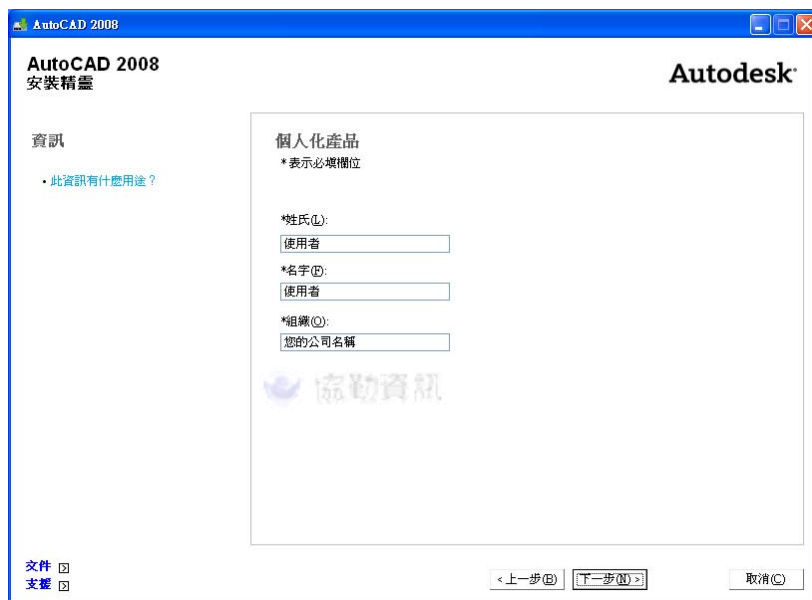 AutoCAD 2008
AutoCAD 2008
安裝精靈
Autodesk
資訊
• 此資訊有什麼用途？
個人化產品
*表示必填欄位
*姓氏(L):
使用者
*名字(F):
使用者
*組織(O):
您的公司名稱
協勤資訊
文件
支援
<上一步(B)
下一步(N)>
取消(C)